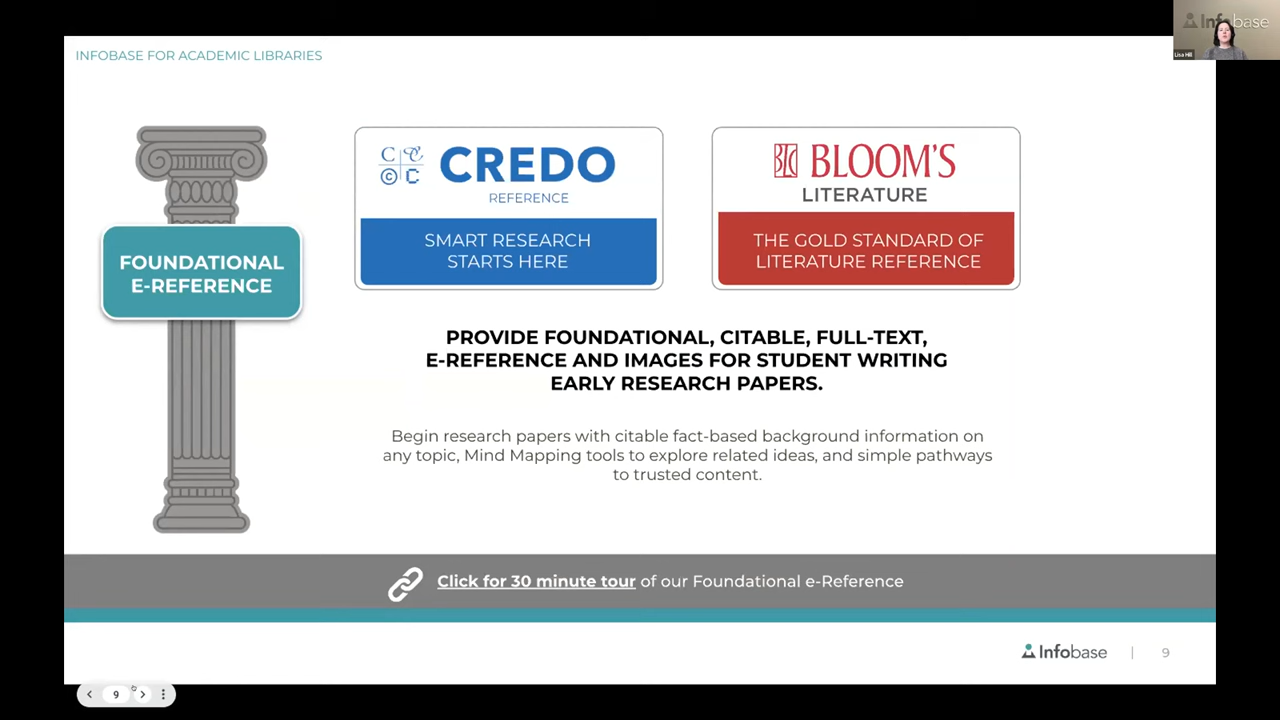 INFOBASE FOR ACADEMIC LIBRARIES
Infobase
Lisa HR
FOUNDATIONAL
E-REFERENCE
C C
© C
CREDO
REFERENCE
SMART RESEARCH
STARTS HERE
BLC BLOOM'S
LITERATURE
THE GOLD STANDARD OF
LITERATURE REFERENCE
PROVIDE FOUNDATIONAL, CITABLE, FULL-TEXT,
E-REFERENCE AND IMAGES FOR STUDENT WRITING
EARLY RESEARCH PAPERS.
Begin research papers with citable fact-based background information on
any topic, Mind Mapping tools to explore related ideas, and simple pathways
to trusted content.
Click for 30 minute tour of our Foundational e-Reference
Infobase | 9
9